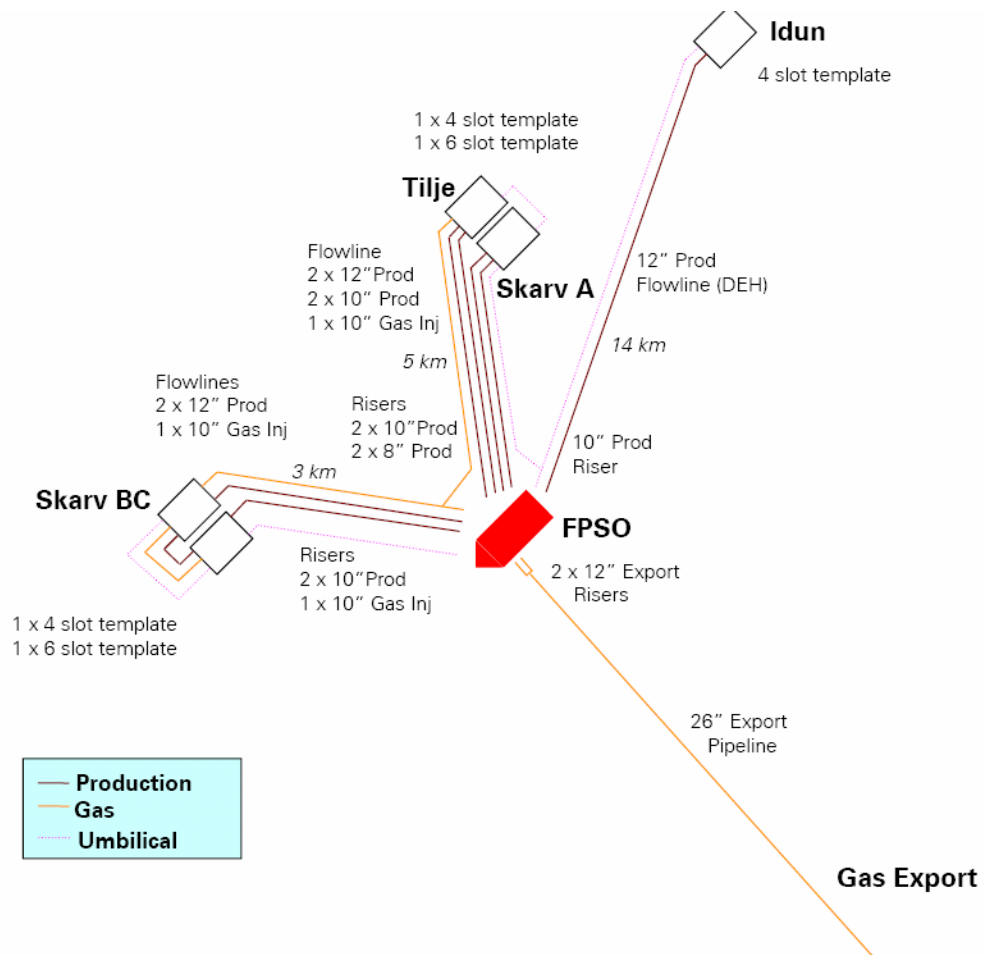 Idun
4 slot template
1 x 4 slot template
1 x 6 slot template
Tilje
Flowline
2 x 12”Prod
2 x 10” Prod
1 x 10” Gas Inj
Skarv A
12” Prod
Flowline (DEH)
14 km
5 km
Flowlines
2 x 12” Prod
1 x 10” Gas Inj
Risers
2 x 10”Prod
2 x 8” Prod
10” Prod
Riser
3 km
Skarv BC
FPSO
Risers
2 x 10”Prod
1 x 10” Gas Inj
2 x 12” Export
Risers
1 x 4 slot template
1 x 6 slot template
26” Export
Pipeline
Production
Gas
Umbilical
Gas Export